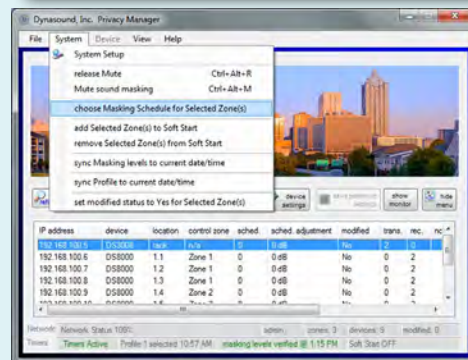 Dynasound, Inc. Privacy Manager
File System Device View Help
System Setup
release Mute Ctrl+Alt+R
Mute sound masking Ctrl+Alt+M
choose Masking Schedule for Selected Zone(s)
add Selected Zone(s) to Soft Start
remove Selected Zone(s) from Soft Start
sync Masking levels to current date/time
sync Profile to current date/time
set modified status to Yes for Selected Zone(s)
device settings
show monitor
hide menu
IP address device location control zone sched. sched. adjustment modified trans. rec.
192.168.100.5 DS3008 rack n/a 0 0 dB No 2 0
192.168.100.6 DS8000 1.1 Zone 1 0 0 dB No 0 2
192.168.100.7 DS8000 1.2 Zone 1 0 0 dB No 0 2
192.168.100.8 DS8000 1.3 Zone 1 0 0 dB No 0 2
192.168.100.9 DS8000 1.4 Zone 2 0 0 dB No 0 2
Network: Network Status 100% admin zones: 3 devices: 5 modified: 0
Timers: Timers Active Profile 1 selected 10:57 AM masking levels verified @ 1:15 PM Soft Start OFF